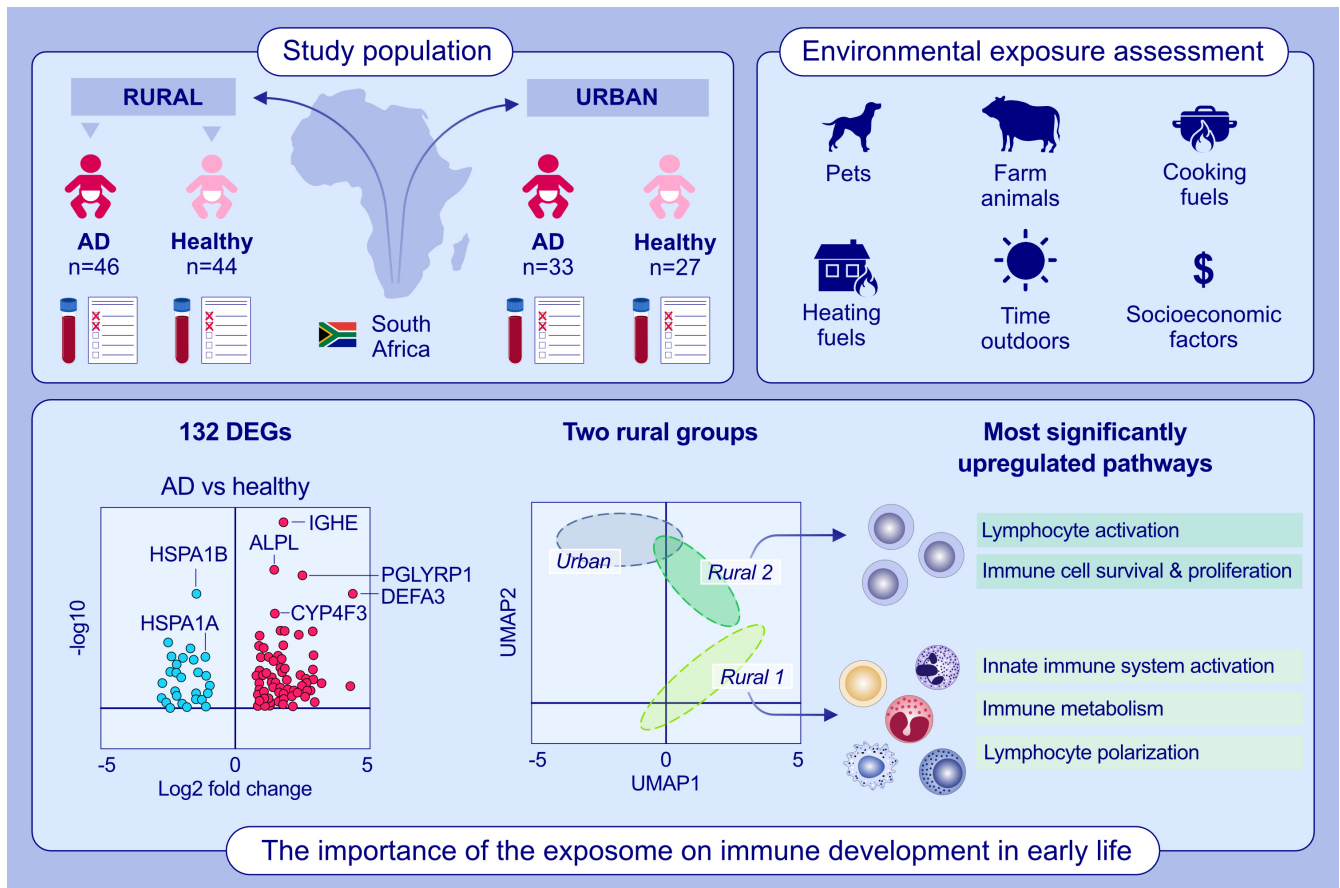 Study population
RURAL
URBAN
AD
n=46
Healthy
n=44
AD
n=33
Healthy
n=27
South
Africa
Environmental exposure assessment
Pets
Farm
animals
Cooking
fuels
Heating
fuels
Time
outdoors
$
Socioeconomic
factors
132 DEGs
AD vs healthy
IGHE
ALPL
HSPA1B
PGLYRP1
DEFA3
CYP4F3
HSPA1A
-log10
-5
0
5
Log2 fold change
Two rural groups
Urban
Rural 2
Rural 1
UMAP2
-5
0
5
UMAP1
Most significantly
upregulated pathways
Lymphocyte activation
Immune cell survival & proliferation
Innate immune system activation
Immune metabolism
Lymphocyte polarization
The importance of the exposome on immune development in early life